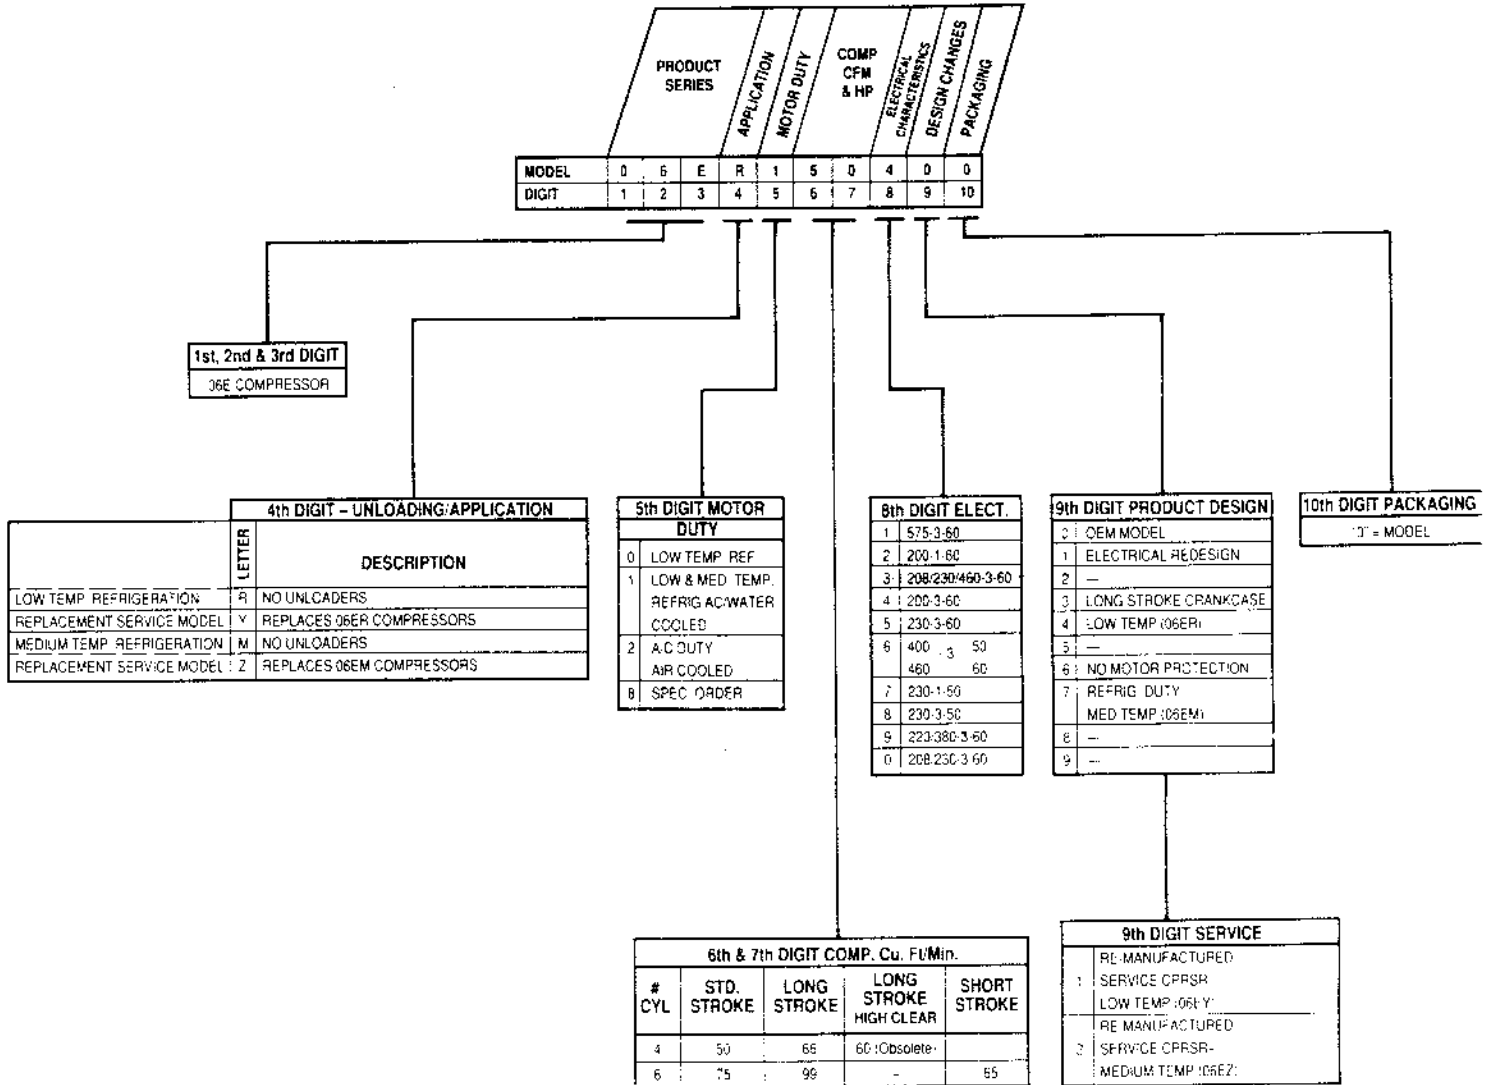 PRODUCT SERIES
APPLICATION
MOTOR DUTY
COMP CFM & HP
ELECTRICAL CHARACTERISTICS
DESIGN CHANGES
PACKAGING
MODEL 0 6 E R 1 5 0 4 0 0
DIGIT 1 2 3 4 5 6 7 8 9 10
1st, 2nd & 3rd DIGIT
06E COMPRESSOR
4th DIGIT – UNLOADING/APPLICATION
LETTER DESCRIPTION
LOW TEMP REFRIGERATION R NO UNLOADERS
REPLACEMENT SERVICE MODEL Y REPLACES 06ER COMPRESSORS
MEDIUM TEMP REFRIGERATION M NO UNLOADERS
REPLACEMENT SERVICE MODEL Z REPLACES 06EM COMPRESSORS
5th DIGIT MOTOR
DUTY
0 LOW TEMP REF
1 LOW & MED TEMP.
REFRIG AC/WATER
COOLED
2 A/C DUTY
AIR COOLED
8 SPEC. ORDER
8th DIGIT ELECT.
1 575-3-60
2 200-1-60
3 208/230/460-3-60
4 200-3-60
5 230-3-60
6 400 -3 50
460 60
7 230-1-50
8 230-3-50
9 220/380-3-60
0 208/230-3-60
9th DIGIT PRODUCT DESIGN
0 OEM MODEL
1 ELECTRICAL REDESIGN
2 —
3 LONG STROKE CRANKCASE
4 LOW TEMP (06ER)
5 —
6 NO MOTOR PROTECTION
7 REFRIG DUTY
MED TEMP (06EM)
8 —
9 —
10th DIGIT PACKAGING
= MODEL
6th & 7th DIGIT COMP. Cu. Ft/Min.
# CYL STD. STROKE LONG STROKE LONG STROKE HIGH CLEAR SHORT STROKE
4 50 66 60 (Obsolete)
6 75 99 – 65
9th DIGIT SERVICE
RE-MANUFACTURED
1 SERVICE CPRSR
LOW TEMP (06EY)
RE MANUFACTURED
SERVICE CPRSR-
MEDIUM TEMP (06EZ)